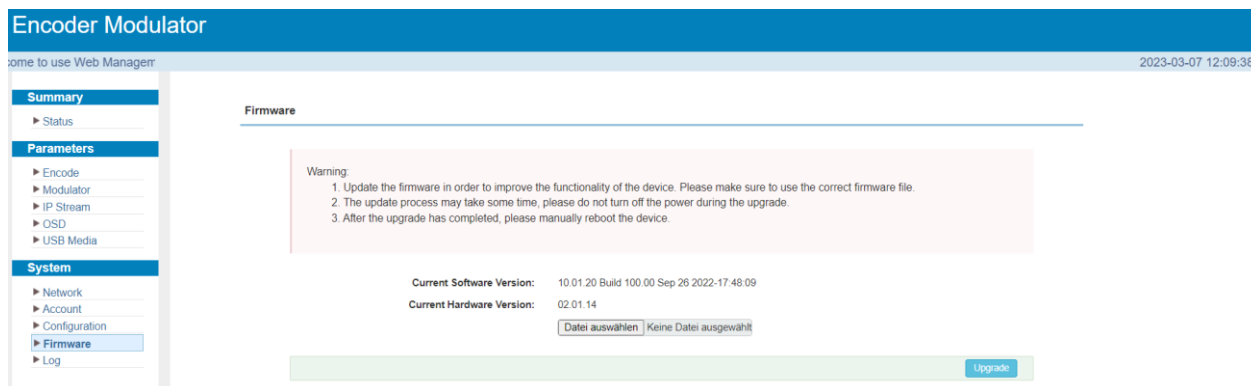 Encoder Modulator
come to use Web Managem
2023-03-07 12:09:38
Summary
Status
Parameters
Encode
Modulator
IP Stream
OSD
USB Media
System
Network
Account
Configuration
Firmware
Log
Firmware
Warning:
1. Update the firmware in order to improve the functionality of the device. Please make sure to use the correct firmware file.
2. The update process may take some time, please do not turn off the power during the upgrade.
3. After the upgrade has completed, please manually reboot the device.
Current Software Version: 10.01.20 Build 100.00 Sep 26 2022-17:48:09
Current Hardware Version: 02.01.14
Datei auswählen Keine Datei ausgewählt
Upgrade